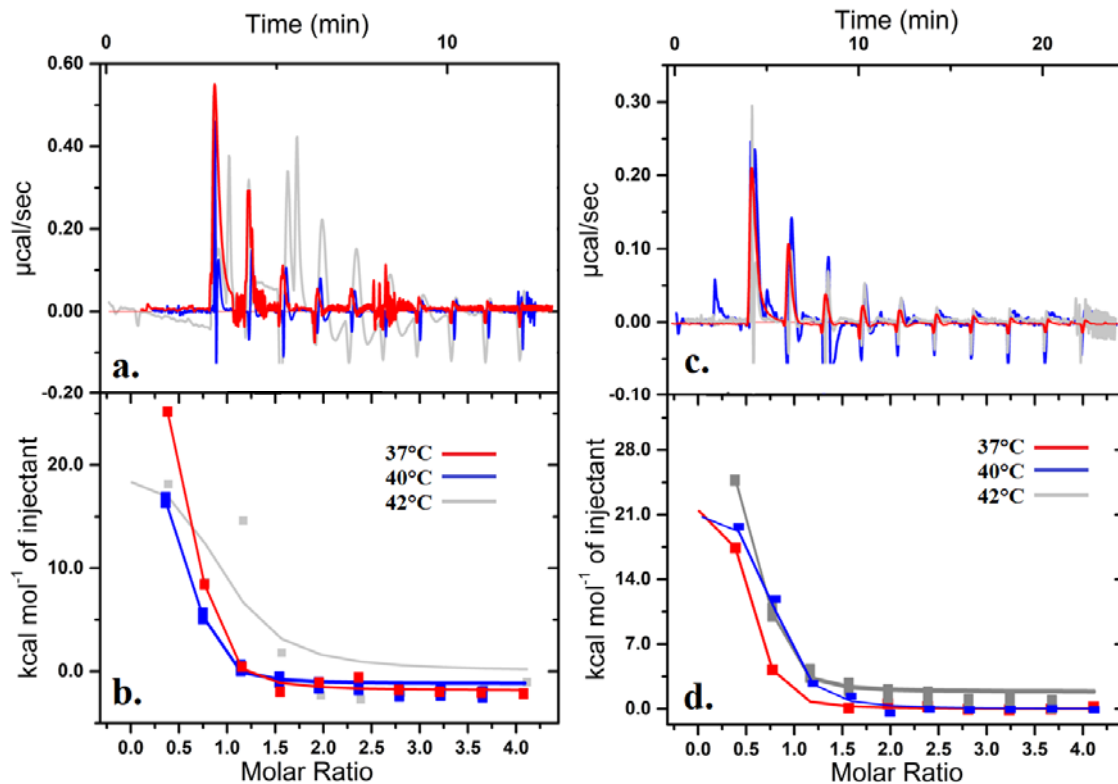 Time (min)
0 10
0.60
0.40
0.20
0.00
-0.20
µcal/sec
a.
20.0
10.0
0.0
kcal mol⁻¹ of injectant
37°C
40°C
42°C
b.
0.0 0.5 1.0 1.5 2.0 2.5 3.0 3.5 4.0
Molar Ratio
Time (min)
0 10 20
0.30
0.20
0.10
0.00
-0.10
µcal/sec
c.
28.0
21.0
14.0
7.0
0.0
kcal mol⁻¹ of injectant
37°C
40°C
42°C
d.
0.0 0.5 1.0 1.5 2.0 2.5 3.0 3.5 4.0
Molar Ratio